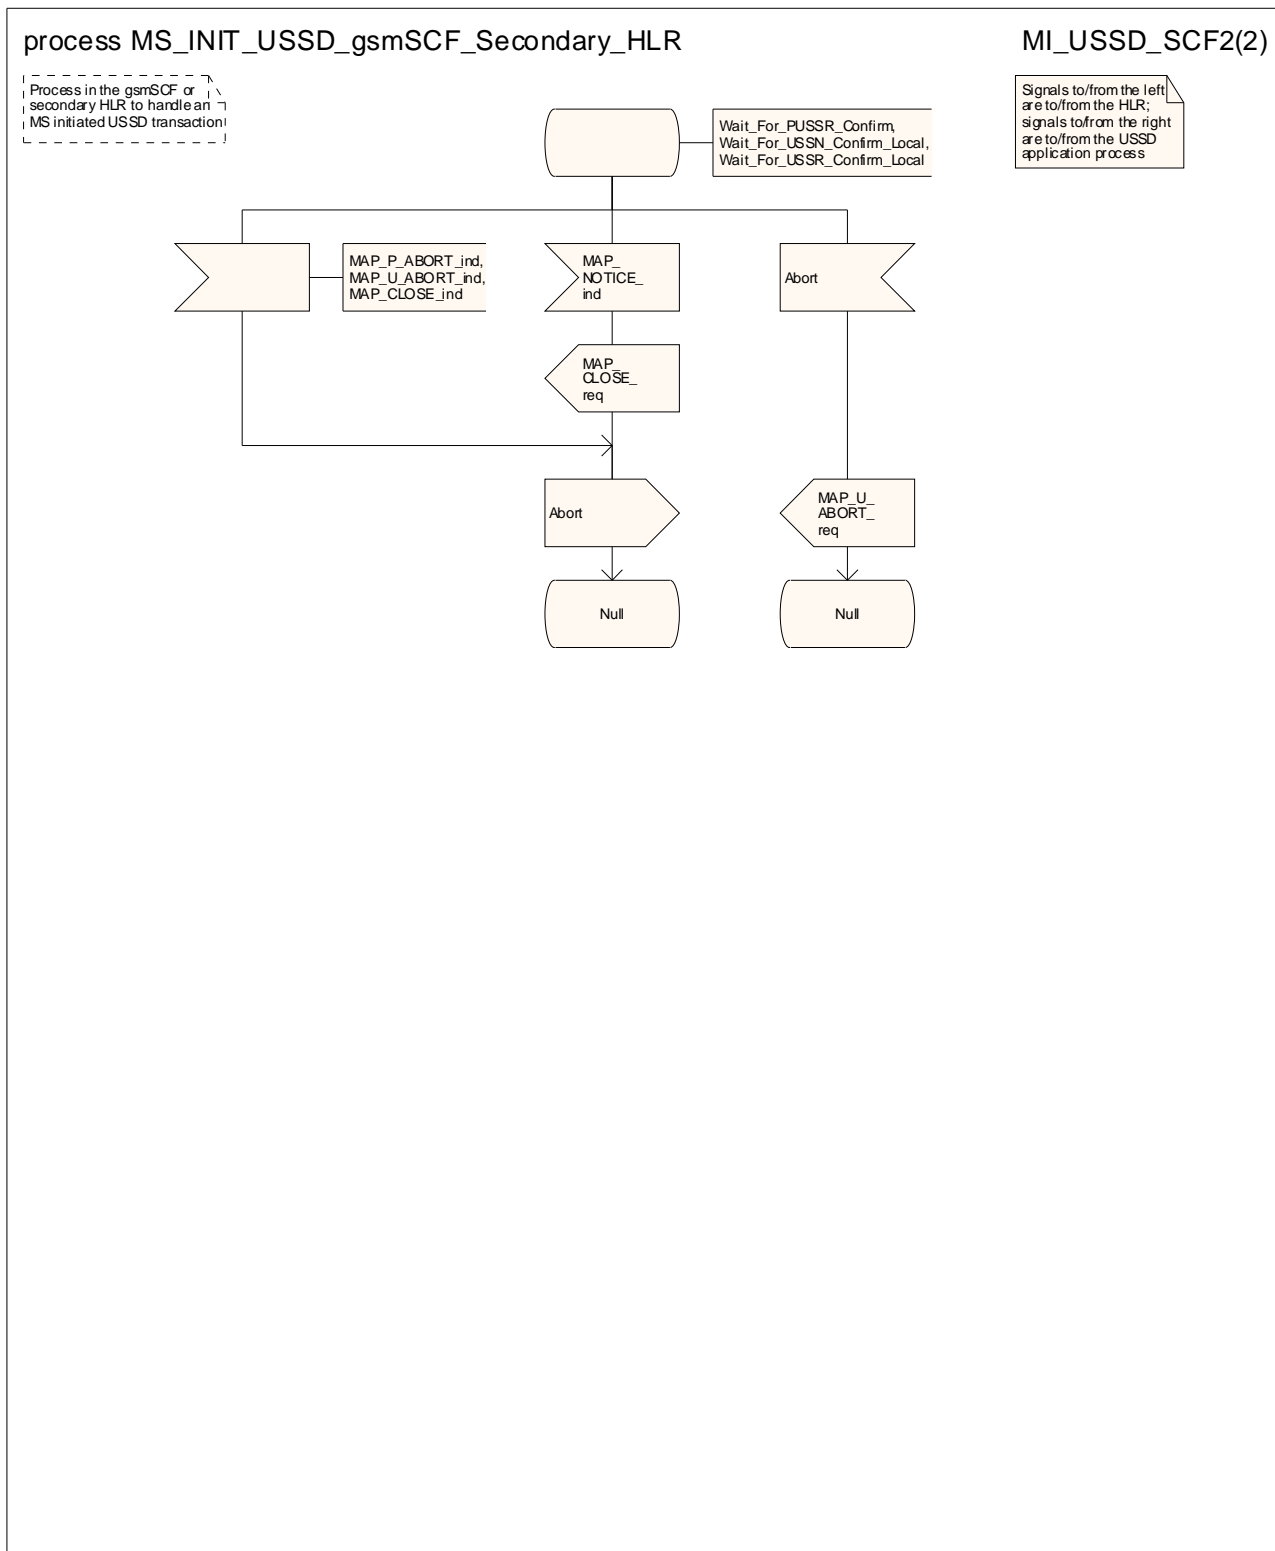 process MS_INIT_USSD_gsmSCF_Secondary_HLR
MI_USSD_SCF2(2)
Process in the gsmSCF or
secondary HLR to handle an
MS initiated USSD transaction
Signals to/from the left
are to/from the HLR;
signals to/from the right
are to/from the USSD
application process
Wait_For_PUSSR_Confirm,
Wait_For_USSN_Confirm_Local,
Wait_For_USSR_Confirm_Local
MAP_P_ABORT_ind,
MAP_U_ABORT_ind,
MAP_CLOSE_ind
MAP_
NOTICE_
ind
Abort
MAP_
CLOSE_
req
Abort
MAP_U_
ABORT_
req
Null
Null